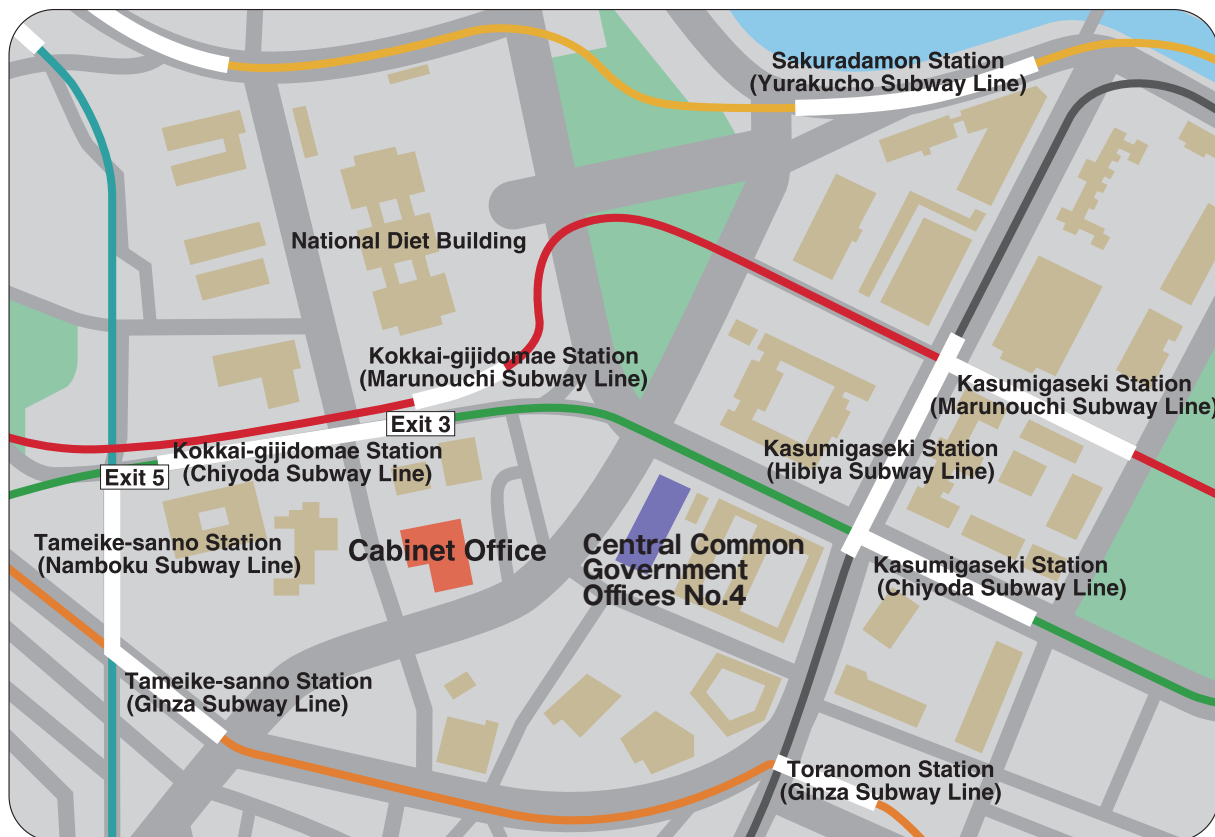 Sakuradamon Station
(Yurakucho Subway Line)
National Diet Building
Kokkai-gijidomae Station
(Marunouchi Subway Line)
Kasumigaseki Station
(Marunouchi Subway Line)
Exit 3
Kokkai-gijidomae Station
(Chiyoda Subway Line)
Exit 5
Kasumigaseki Station
(Hibiya Subway Line)
Tameike-sanno Station
(Namboku Subway Line)
Cabinet Office
Central Common
Government
Offices No.4
Kasumigaseki Station
(Chiyoda Subway Line)
Tameike-sanno Station
(Ginza Subway Line)
Toranomon Station
(Ginza Subway Line)